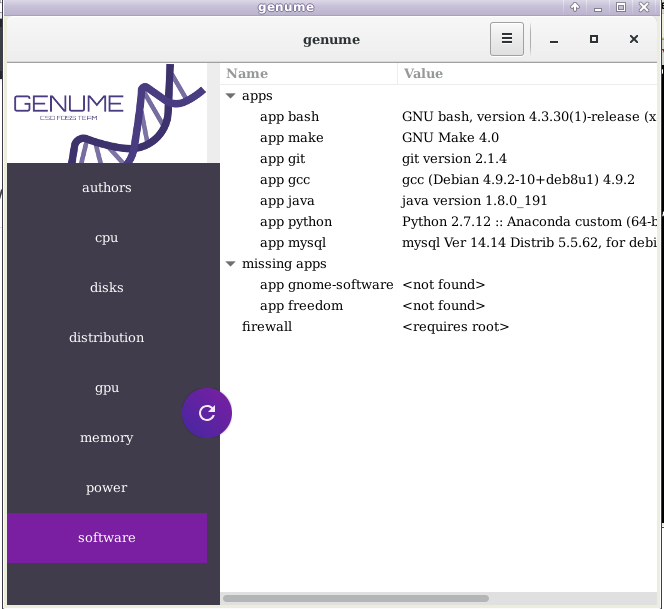 genume
genume
Name Value
GENUME
CSD FOSS TEAM
apps
app bash GNU bash, version 4.3.30(1)-release (x
app make GNU Make 4.0
app git git version 2.1.4
app gcc gcc (Debian 4.9.2-10+deb8u1) 4.9.2
app java java version 1.8.0_191
app python Python 2.7.12 :: Anaconda custom (64-b
app mysql mysql Ver 14.14 Distrib 5.5.62, for debi
missing apps
app gnome-software <not found>
app freedom <not found>
firewall <requires root>
authors
cpu
disks
distribution
gpu
memory
power
software